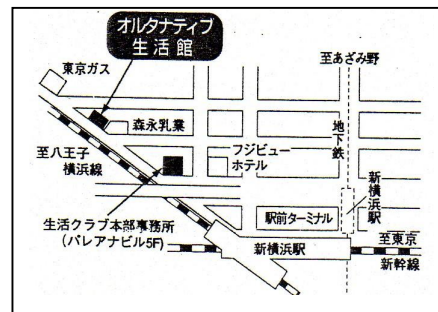 オルタナティブ
生活館
至あざみ野
東京ガス
森永乳業
地下鉄
至八王子
横浜線
フジビュー
ホテル
新横浜駅
生活クラブ本部事務所
(パレアナビル5F)
駅前ターミナル
新横浜駅
至東京
新幹線